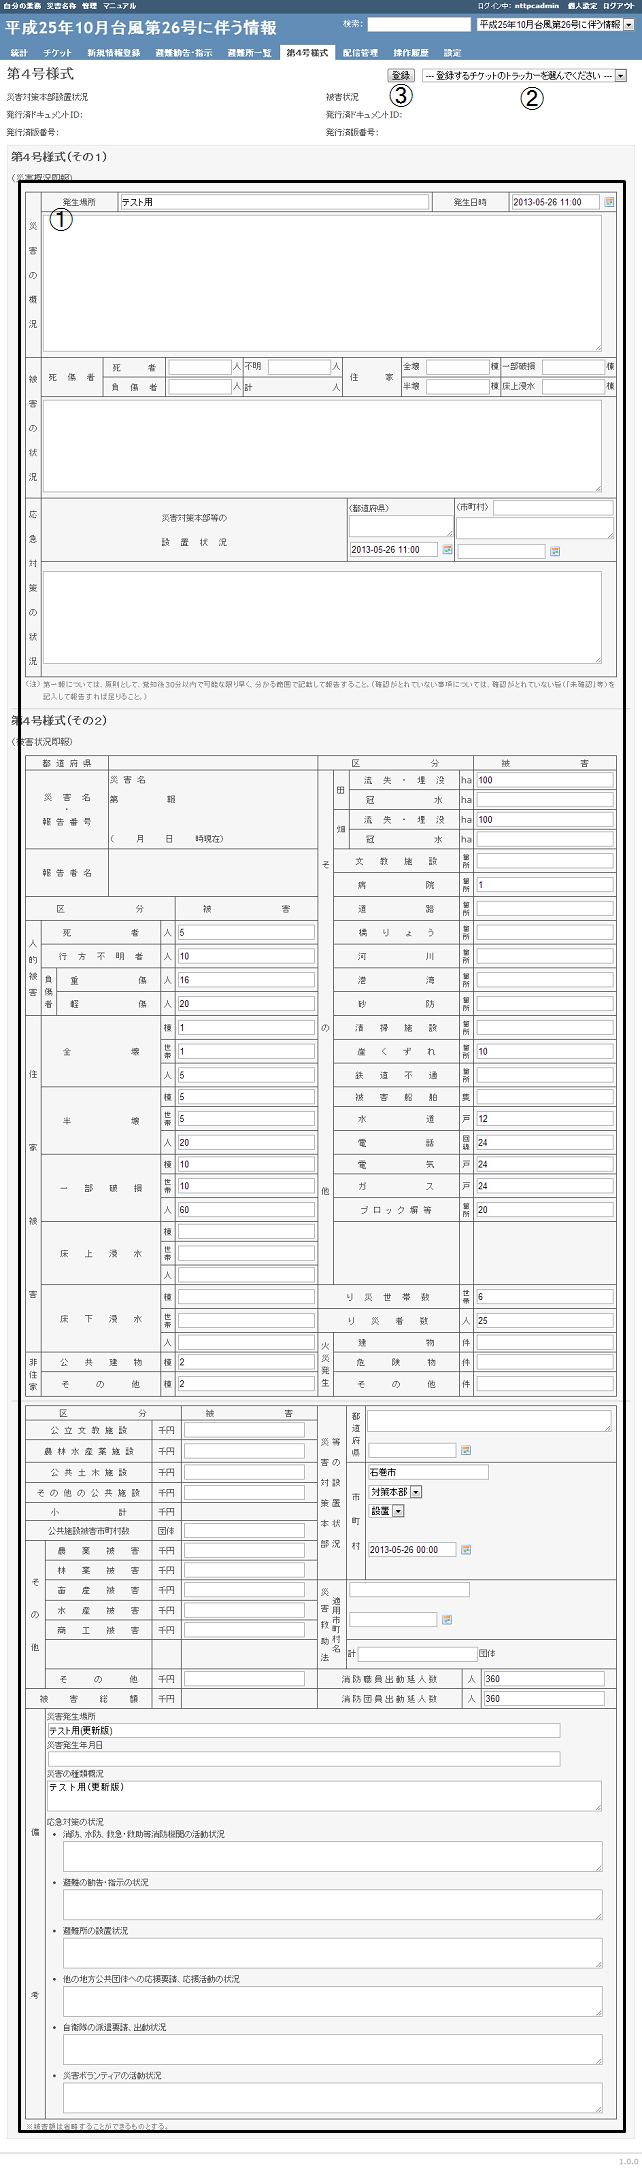 自分の業務 災害名称 管理 マニュアル
ログイン中: nttpcadmin 個人設定 ログアウト
平成25年10月台風第26号に伴う情報
検索:
平成25年10月台風第26号に伴う情報
統計 チケット 新規情報登録 避難勧告・指示 避難所一覧 第4号様式 配信管理 操作履歴 設定
第4号様式
登録
--- 登録するチケットのトラッカーを選んでください ---
③ ②
災害対策本部設置状況 被害状況
発行済ドキュメントID: 発行済ドキュメントID:
発行済版番号: 発行済版番号:
第4号様式(その1)
(災害概況即報)
発生場所 テスト用 発生日時 2013-05-26 11:00
①
災害の概況
被害の状況
死傷者 死者 人 不明 人 住家 全壊 棟 一部破損 棟
負傷者 人 計 人 半壊 棟 床上浸水 棟
応急対策の状況
災害対策本部等の
設置状況
(都道府県) (市町村)
2013-05-26 11:00
(注) 第一報については、原則として、覚知後30分以内で可能な限り早く、分かる範囲で記載して報告すること。(確認がとれていない事項については、確認がとれていない旨(「未確認」等)を
記入して報告すれば足りること。)
第4号様式(その2)
(被害状況即報)
都道府県
災害名・報告番号
災害名
第 報
( 月 日 時現在)
報告者名
区分 被害
人的被害
死者 人 5
行方不明者 人 10
負傷者
重傷 人 16
軽傷 人 20
住家被害
全壊 棟 1
世帯 1
人 5
半壊 棟 5
世帯 5
人 20
一部破損 棟 10
世帯 10
人 60
床上浸水 棟
世帯
人
床下浸水 棟
世帯
人
非住家
公共建物 棟 2
その他 棟 2
区分 被害
その他
田 流失・埋没 ha 100
冠水 ha
畑 流失・埋没 ha 100
冠水 ha
文教施設 箇所
病院 箇所 1
道路 箇所
橋りょう 箇所
河川 箇所
港湾 箇所
砂防 箇所
清掃施設 箇所
崖くずれ 箇所 10
鉄道不通 箇所
被害船舶 隻
水道 戸 12
電話 回線 24
電気 戸 24
ガス 戸 24
ブロック塀等 箇所 20
り災世帯数 世帯 6
り災者数 人 25
火災発生
建物 件
危険物 件
その他 件
区分 被害
公立文教施設 千円
農林水産業施設 千円
公共土木施設 千円
その他の公共施設 千円
小計 千円
公共施設被害市町村数 団体
その他
農業被害 千円
林業被害 千円
畜産被害 千円
水産被害 千円
商工被害 千円
その他 千円
被害総額 千円
災害対策本部
等の設置状況
都道府県
市町村
石巻市
対策本部
設置
2013-05-26 00:00
災害救助法
適用市町村名
計 団体
消防職員出動延人数 人 360
消防団員出動延人数 人 360
備考
災害発生場所
テスト用(更新版)
災害発生年月日
災害の種類概況
テスト用(更新版)
応急対策の状況
• 消防、水防、救急・救助等消防機関の活動状況
• 避難の勧告・指示の状況
• 避難所の設置状況
• 他の地方公共団体への応援要請、応援活動の状況
• 自衛隊の派遣要請、出動状況
• 災害ボランティアの活動状況
※被害額は省略することができるものとする。
1.0.0